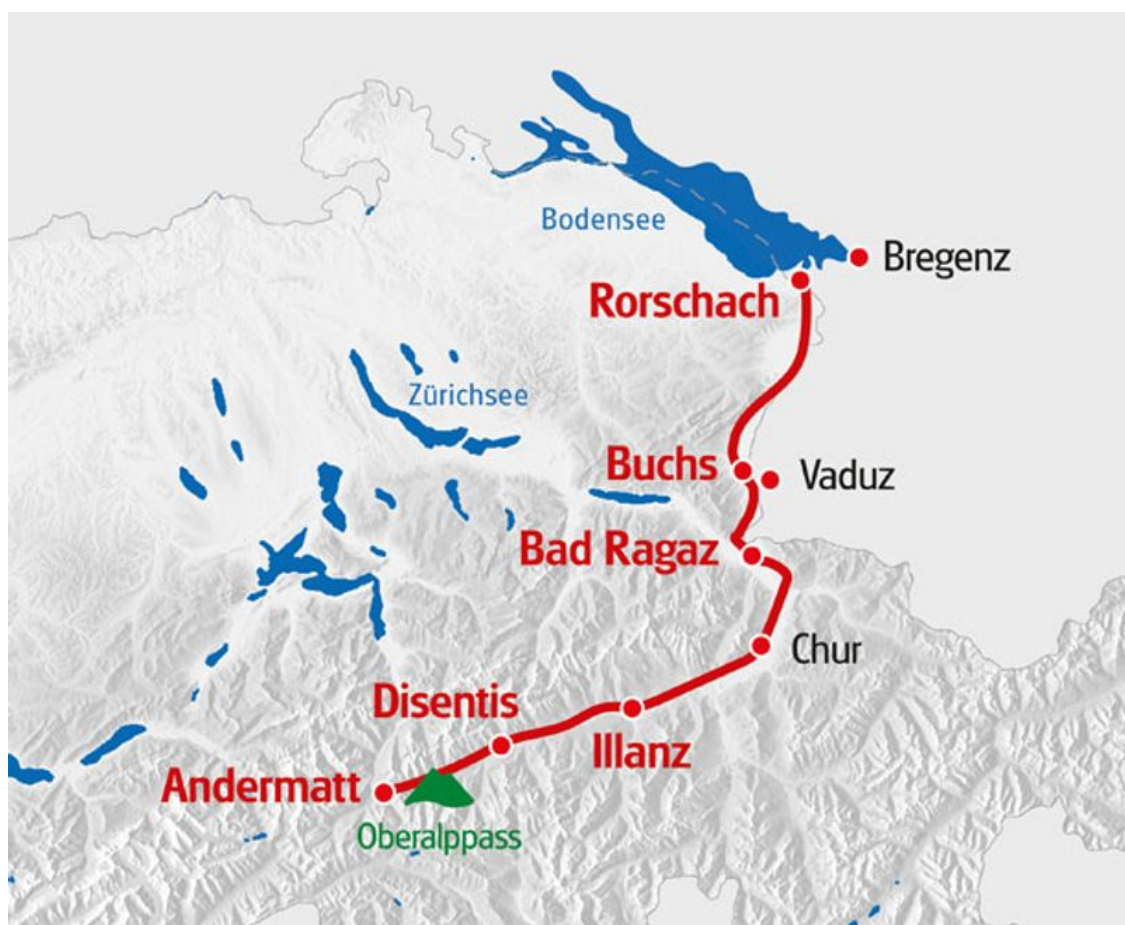 Bodensee
Bregenz
Rorschach
Zürichsee
Buchs
Vaduz
Bad Ragaz
Chur
Disentis
Illanz
Andermatt
Oberalppass